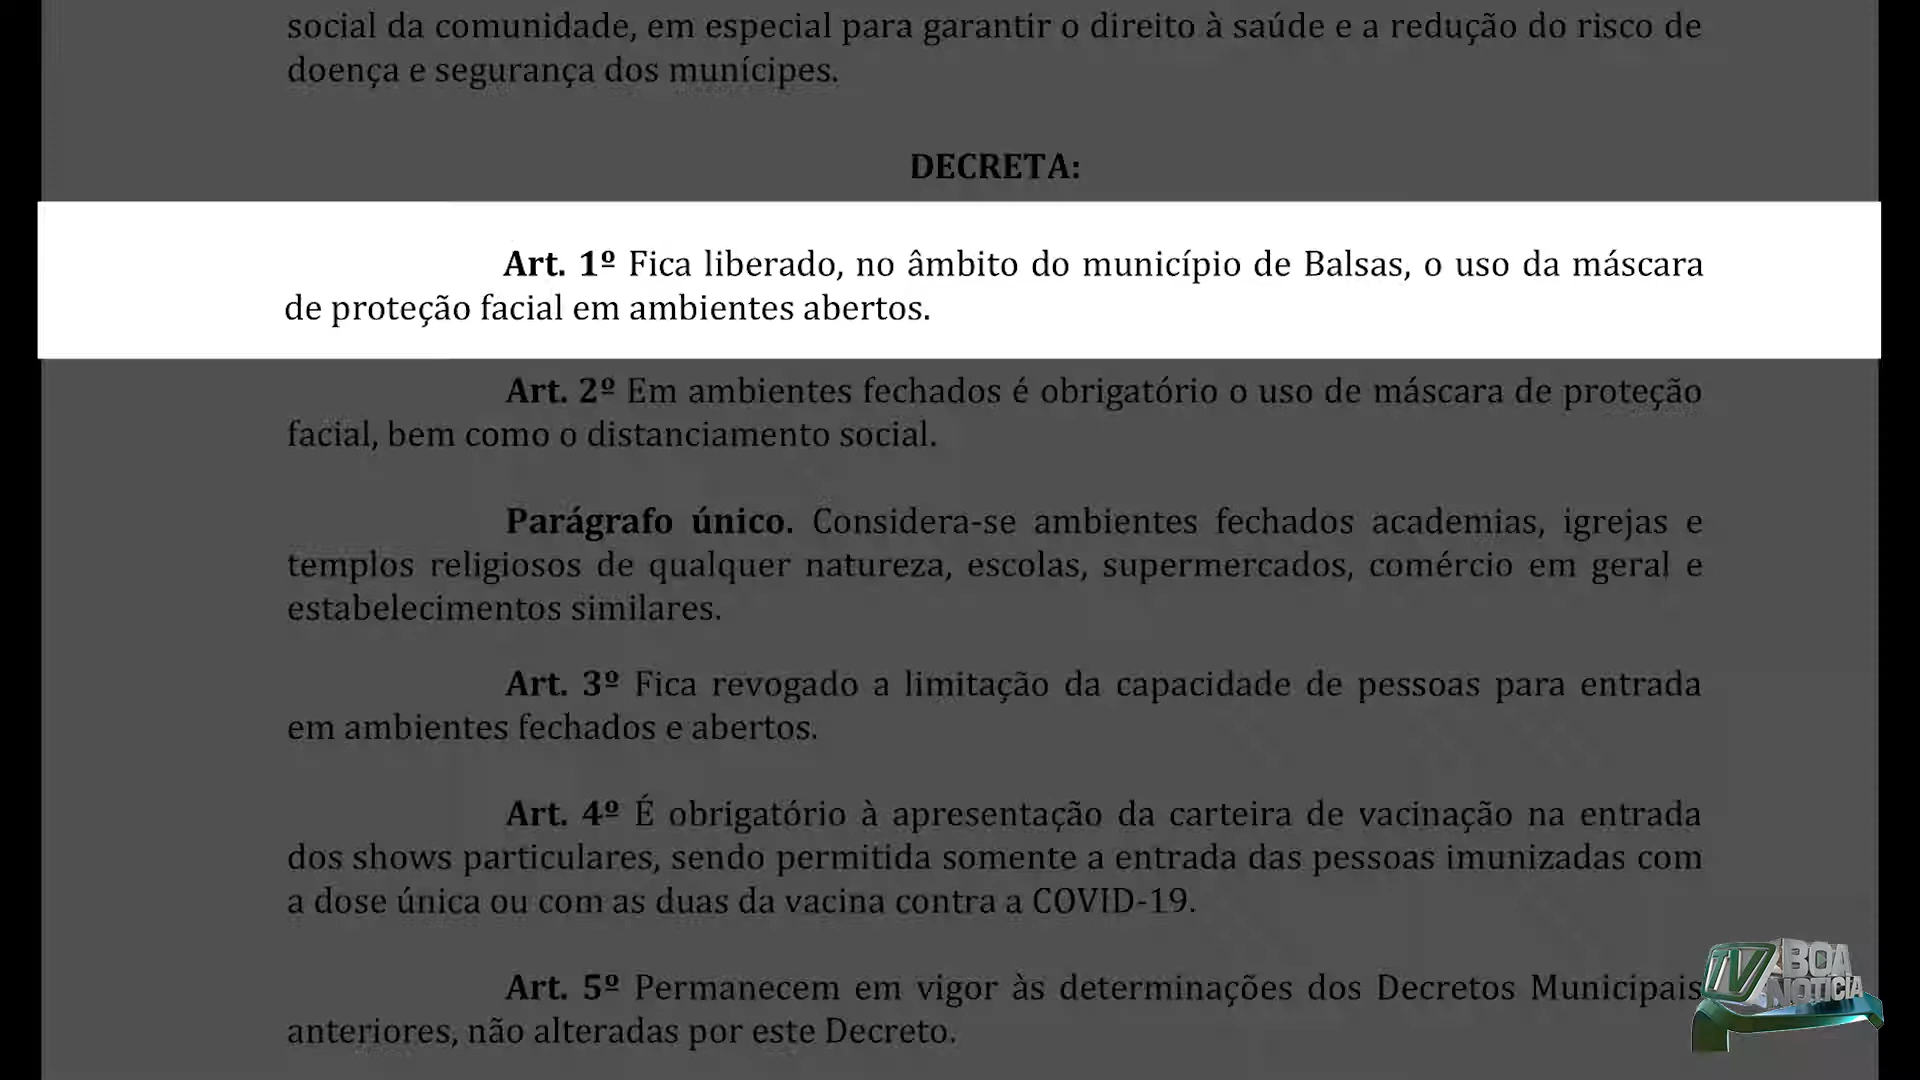 social da comunidade, em especial para garantir o direito à saúde e a redução do risco de
doença e segurança dos munícipes.
DECRETA:
Art. 1º Fica liberado, no âmbito do município de Balsas, o uso da máscara
de proteção facial em ambientes abertos.
Art. 2º Em ambientes fechados é obrigatório o uso de máscara de proteção
facial, bem como o distanciamento social.
Parágrafo único. Considera-se ambientes fechados academias, igrejas e
templos religiosos de qualquer natureza, escolas, supermercados, comércio em geral e
estabelecimentos similares.
Art. 3º Fica revogado a limitação da capacidade de pessoas para entrada
em ambientes fechados e abertos.
Art. 4º É obrigatório à apresentação da carteira de vacinação na entrada
dos shows particulares, sendo permitida somente a entrada das pessoas imunizadas com
a dose única ou com as duas da vacina contra a COVID-19.
Art. 5º Permanecem em vigor às determinações dos Decretos Municipais
anteriores, não alteradas por este Decreto.
TV BOA
NOTÍCIA